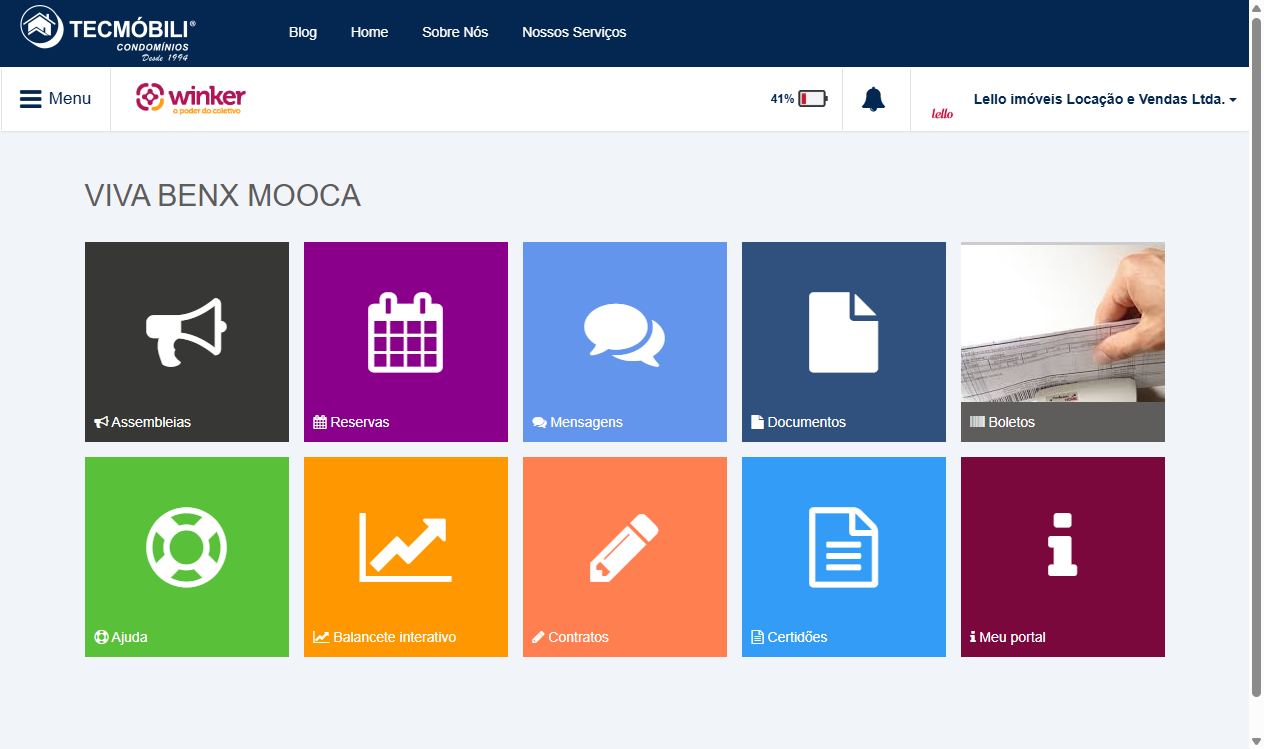 TECMÓBILI®
CONDOMÍNIOS
Desde 1994
Blog
Home
Sobre Nós
Nossos Serviços
Menu
winker
o poder do coletivo
41%
lello
Lello imóveis Locação e Vendas Ltda.
VIVA BENX MOOCA
Assembleias
Reservas
Mensagens
Documentos
Boletos
Ajuda
Balancete interativo
Contratos
Certidões
Meu portal